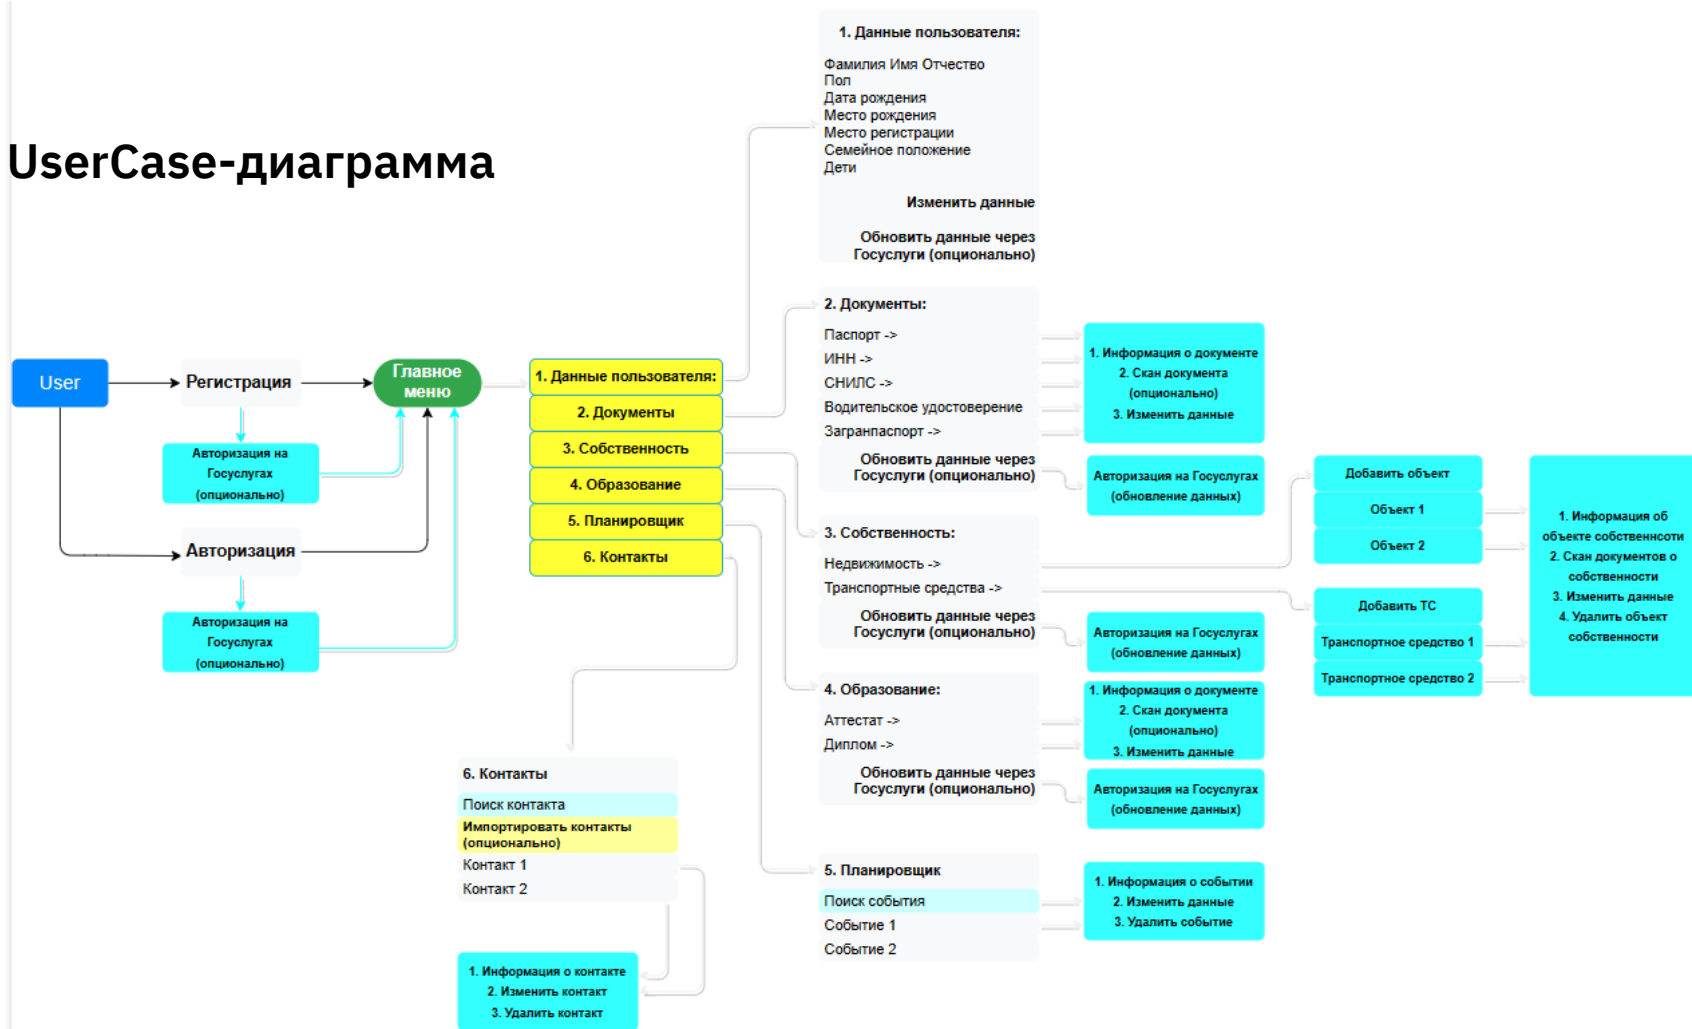 UserCase-диаграмма
User
Регистрация
Авторизация на
Госуслугах
(опционально)
Авторизация
Авторизация на
Госуслугах
(опционально)
Главное
меню
1. Данные пользователя:
2. Документы
3. Собственность
4. Образование
5. Планировщик
6. Контакты
1. Данные пользователя:
Фамилия Имя Отчество
Пол
Дата рождения
Место рождения
Место регистрации
Семейное положение
Дети
Изменить данные
Обновить данные через
Госуслуги (опционально)
2. Документы:
Паспорт ->
ИНН ->
СНИЛС ->
Водительское удостоверение
Загранпаспорт ->
Обновить данные через
Госуслуги (опционально)
1. Информация о документе
2. Скан документа
(опционально)
3. Изменить данные
Авторизация на Госуслугах
(обновление данных)
3. Собственность:
Недвижимость ->
Транспортные средства ->
Обновить данные через
Госуслуги (опционально)
Авторизация на Госуслугах
(обновление данных)
Добавить объект
Объект 1
Объект 2
Добавить ТС
Транспортное средство 1
Транспортное средство 2
1. Информация об
объекте собственнсоти
2. Скан документов о
собственности
3. Изменить данные
4. Удалить объект
собственности
4. Образование:
Аттестат ->
Диплом ->
Обновить данные через
Госуслуги (опционально)
1. Информация о документе
2. Скан документа
(опционально)
3. Изменить данные
Авторизация на Госуслугах
(обновление данных)
5. Планировщик
Поиск события
Событие 1
Событие 2
1. Информация о событии
2. Изменить данные
3. Удалить событие
6. Контакты
Поиск контакта
Импортировать контакты
(опционально)
Контакт 1
Контакт 2
1. Информация о контакте
2. Изменить контакт
3. Удалить контакт